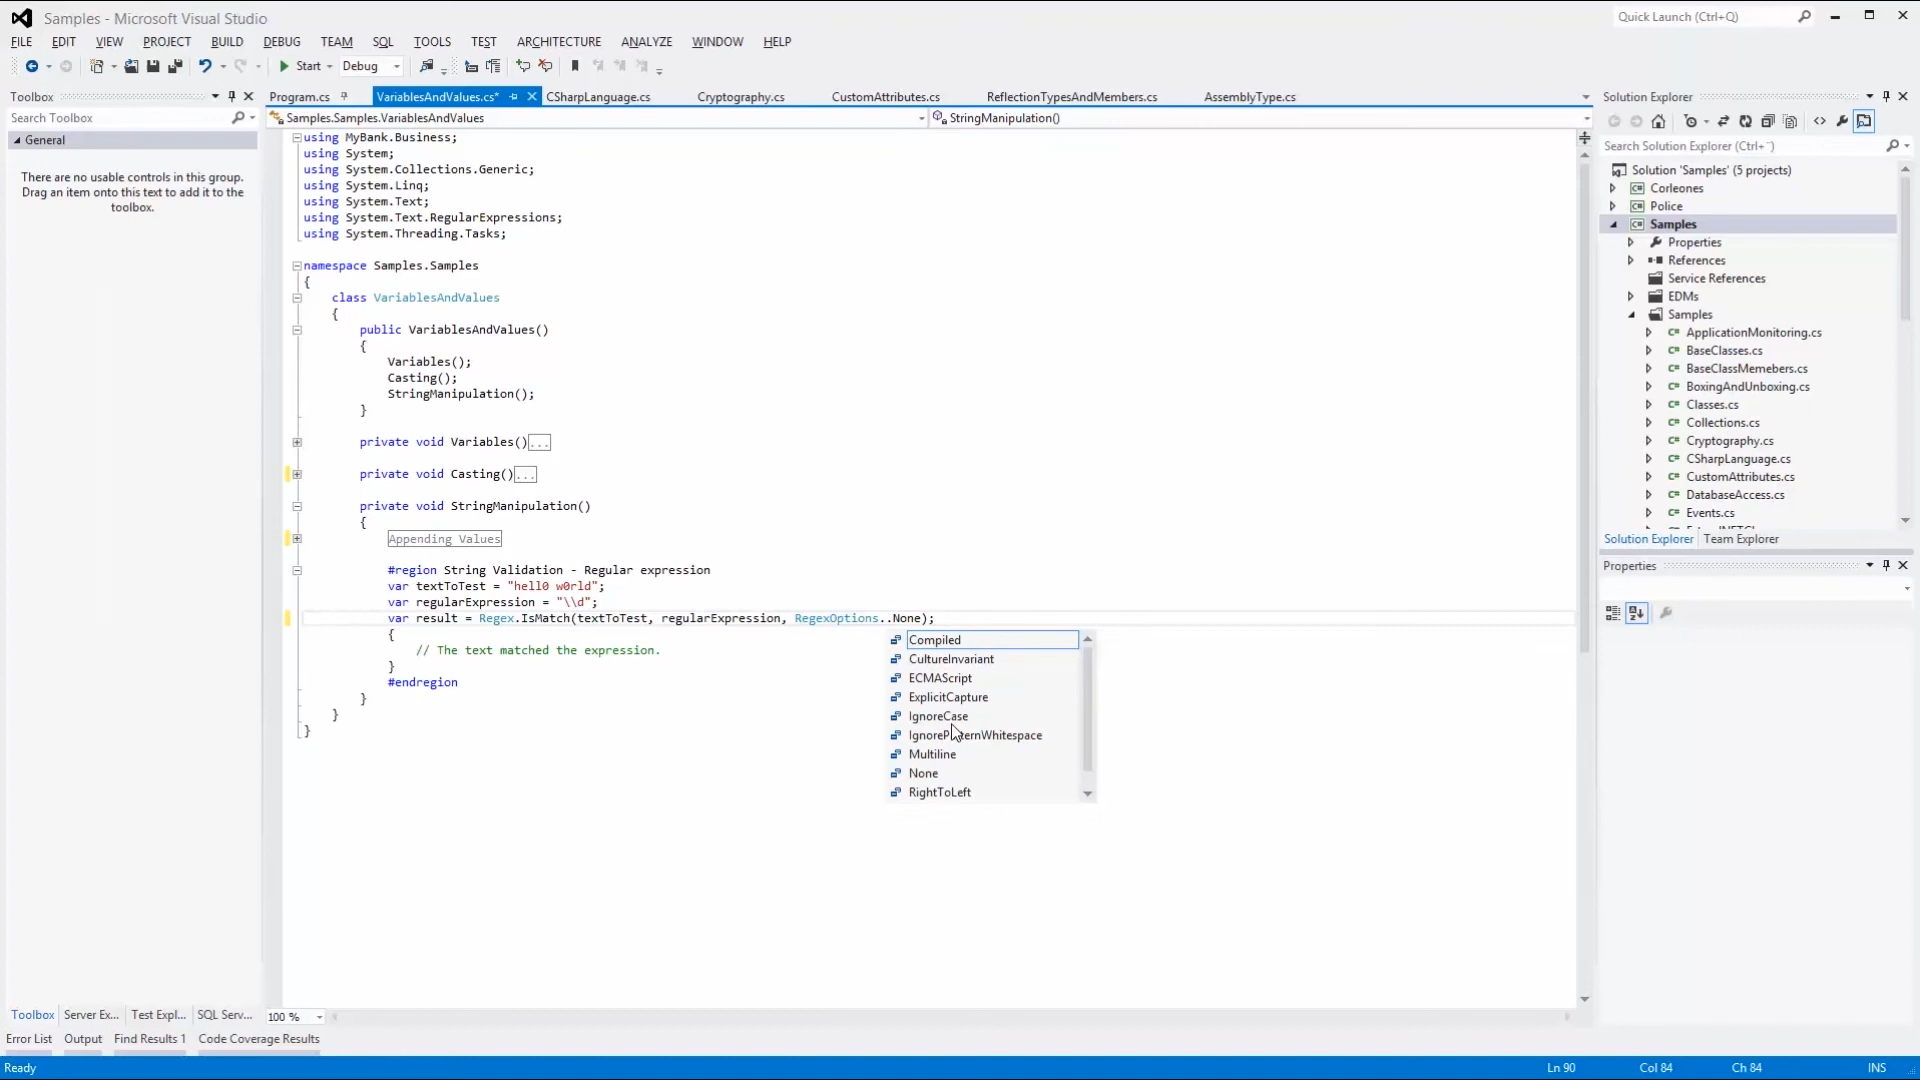 Samples - Microsoft Visual Studio
Quick Launch (Ctrl+Q)
FILE EDIT VIEW PROJECT BUILD DEBUG TEAM SQL TOOLS TEST ARCHITECTURE ANALYZE WINDOW HELP
Start Debug
Toolbox
Search Toolbox
General
There are no usable controls in this group.
Drag an item onto this text to add it to the
toolbox.
Program.cs VariablesAndValues.cs* CSharpLanguage.cs Cryptography.cs CustomAttributes.cs ReflectionTypesAndMembers.cs AssemblyType.cs
Samples.Samples.VariablesAndValues StringManipulation()
using MyBank.Business;
using System;
using System.Collections.Generic;
using System.Linq;
using System.Text;
using System.Text.RegularExpressions;
using System.Threading.Tasks;
namespace Samples.Samples
{
class VariablesAndValues
{
public VariablesAndValues()
{
Variables();
Casting();
StringManipulation();
}
private void Variables()...
private void Casting()...
private void StringManipulation()
{
Appending Values
#region String Validation - Regular expression
var textToTest = "hell0 w0rld";
var regularExpression = "\\d";
var result = Regex.IsMatch(textToTest, regularExpression, RegexOptions..None);
{
// The text matched the expression.
}
#endregion
}
}
}
Compiled
CultureInvariant
ECMAScript
ExplicitCapture
IgnoreCase
IgnorePatternWhitespace
Multiline
None
RightToLeft
Solution Explorer
Search Solution Explorer (Ctrl+¨)
Solution 'Samples' (5 projects)
Corleones
Police
Samples
Properties
References
Service References
EDMs
Samples
ApplicationMonitoring.cs
BaseClasses.cs
BaseClassMemebers.cs
BoxingAndUnboxing.cs
Classes.cs
Collections.cs
Cryptography.cs
CSharpLanguage.cs
CustomAttributes.cs
DatabaseAccess.cs
Events.cs
Solution Explorer Team Explorer
Properties
Toolbox Server Ex... Test Expl... SQL Serv...
100 %
Error List Output Find Results 1 Code Coverage Results
Ready Ln 90 Col 84 Ch 84 INS